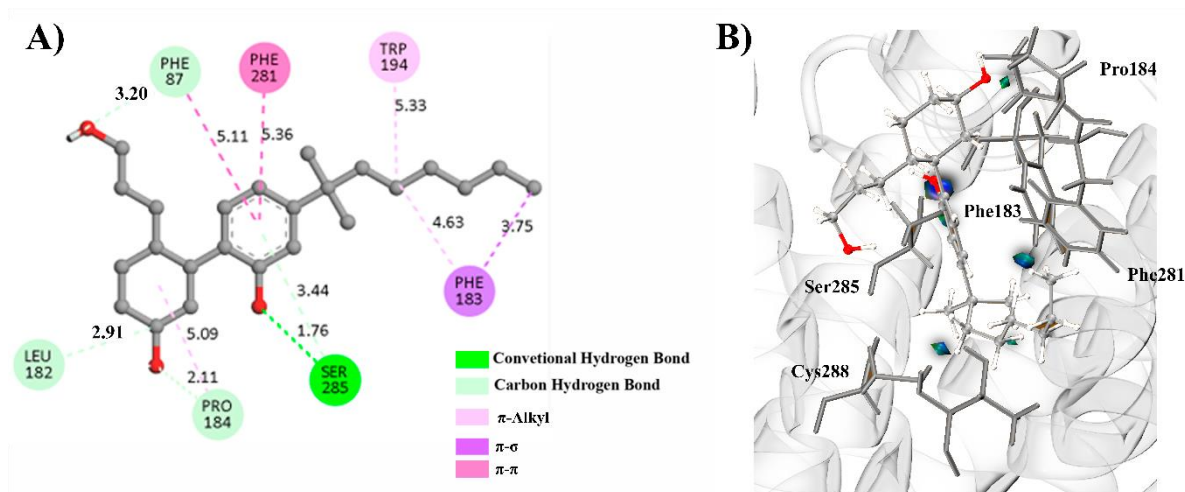 A)
PHE
87
PHE
281
TRP
194
3.20
5.11
5.36
5.33
4.63
3.75
PHE
183
3.44
1.76
2.91
5.09
LEU
182
2.11
PRO
184
SER
285
Convetional Hydrogen Bond
Carbon Hydrogen Bond
π-Alkyl
π-σ
π-π
B)
Pro184
Phe183
Phe281
Ser285
Cys288